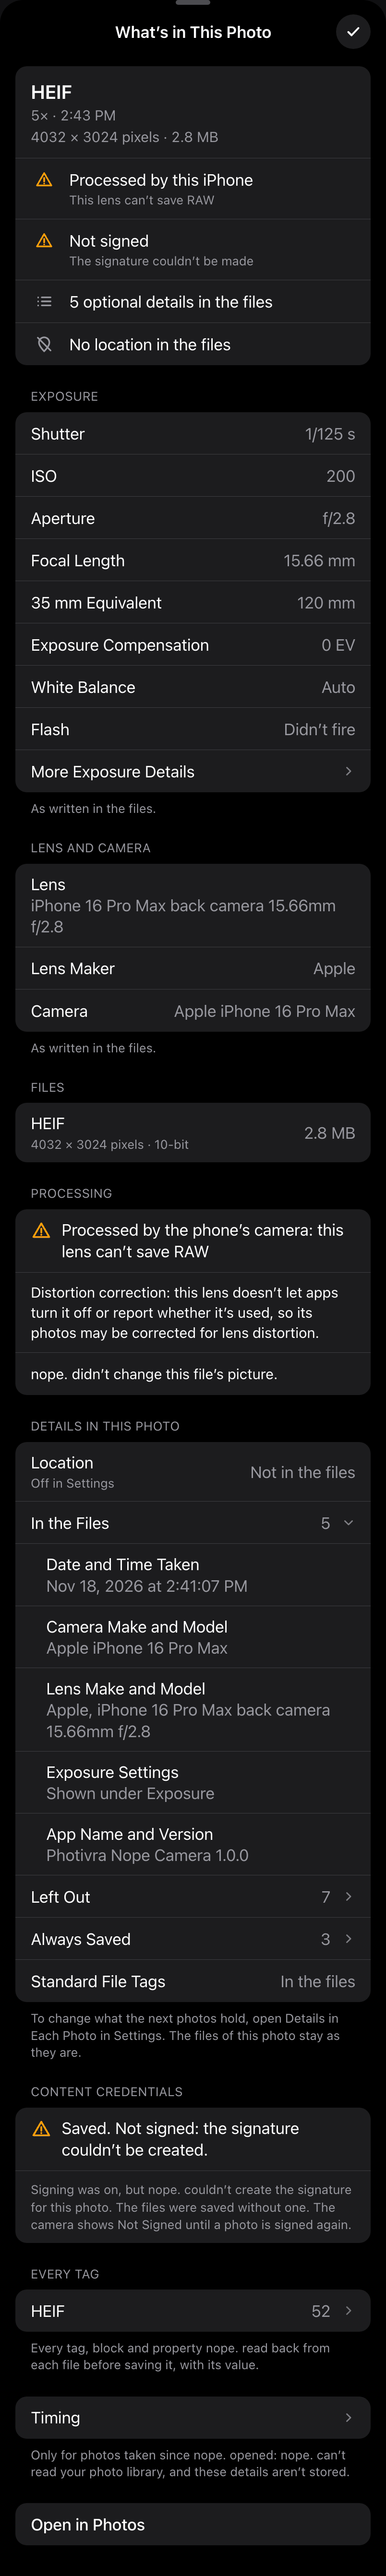 What's in This Photo
HEIF
5× · 2:43 PM
4032 × 3024 pixels · 2.8 MB
Processed by this iPhone
This lens can't save RAW
Not signed
The signature couldn't be made
5 optional details in the files
No location in the files
EXPOSURE
Shutter 1/125 s
ISO 200
Aperture f/2.8
Focal Length 15.66 mm
35 mm Equivalent 120 mm
Exposure Compensation 0 EV
White Balance Auto
Flash Didn't fire
More Exposure Details
As written in the files.
LENS AND CAMERA
Lens
iPhone 16 Pro Max back camera 15.66mm
f/2.8
Lens Maker Apple
Camera Apple iPhone 16 Pro Max
As written in the files.
FILES
HEIF
4032 × 3024 pixels · 10-bit
2.8 MB
PROCESSING
Processed by the phone's camera: this
lens can't save RAW
Distortion correction: this lens doesn't let apps
turn it off or report whether it's used, so its
photos may be corrected for lens distortion.
nope. didn't change this file's picture.
DETAILS IN THIS PHOTO
Location
Off in Settings
Not in the files
In the Files 5
Date and Time Taken
Nov 18, 2026 at 2:41:07 PM
Camera Make and Model
Apple iPhone 16 Pro Max
Lens Make and Model
Apple, iPhone 16 Pro Max back camera
15.66mm f/2.8
Exposure Settings
Shown under Exposure
App Name and Version
Photivra Nope Camera 1.0.0
Left Out 7
Always Saved 3
Standard File Tags In the files
To change what the next photos hold, open Details in
Each Photo in Settings. The files of this photo stay as
they are.
CONTENT CREDENTIALS
Saved. Not signed: the signature
couldn't be created.
Signing was on, but nope. couldn't create the signature
for this photo. The files were saved without one. The
camera shows Not Signed until a photo is signed again.
EVERY TAG
HEIF 52
Every tag, block and property nope. read back from
each file before saving it, with its value.
Timing
Only for photos taken since nope. opened: nope. can't
read your photo library, and these details aren't stored.
Open in Photos